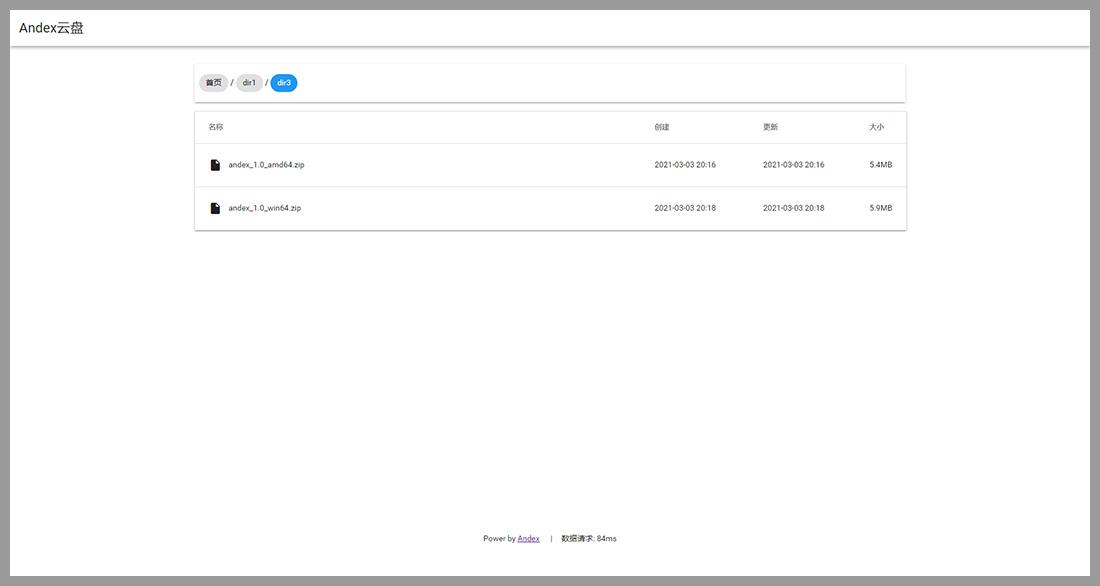 Andex云盘
首页 / dir1 / dir3
名称 创建 更新 大小
andex_1.0_amd64.zip 2021-03-03 20:16 2021-03-03 20:16 5.4MB
andex_1.0_win64.zip 2021-03-03 20:18 2021-03-03 20:18 5.9MB
Power by Andex | 数据请求: 84ms